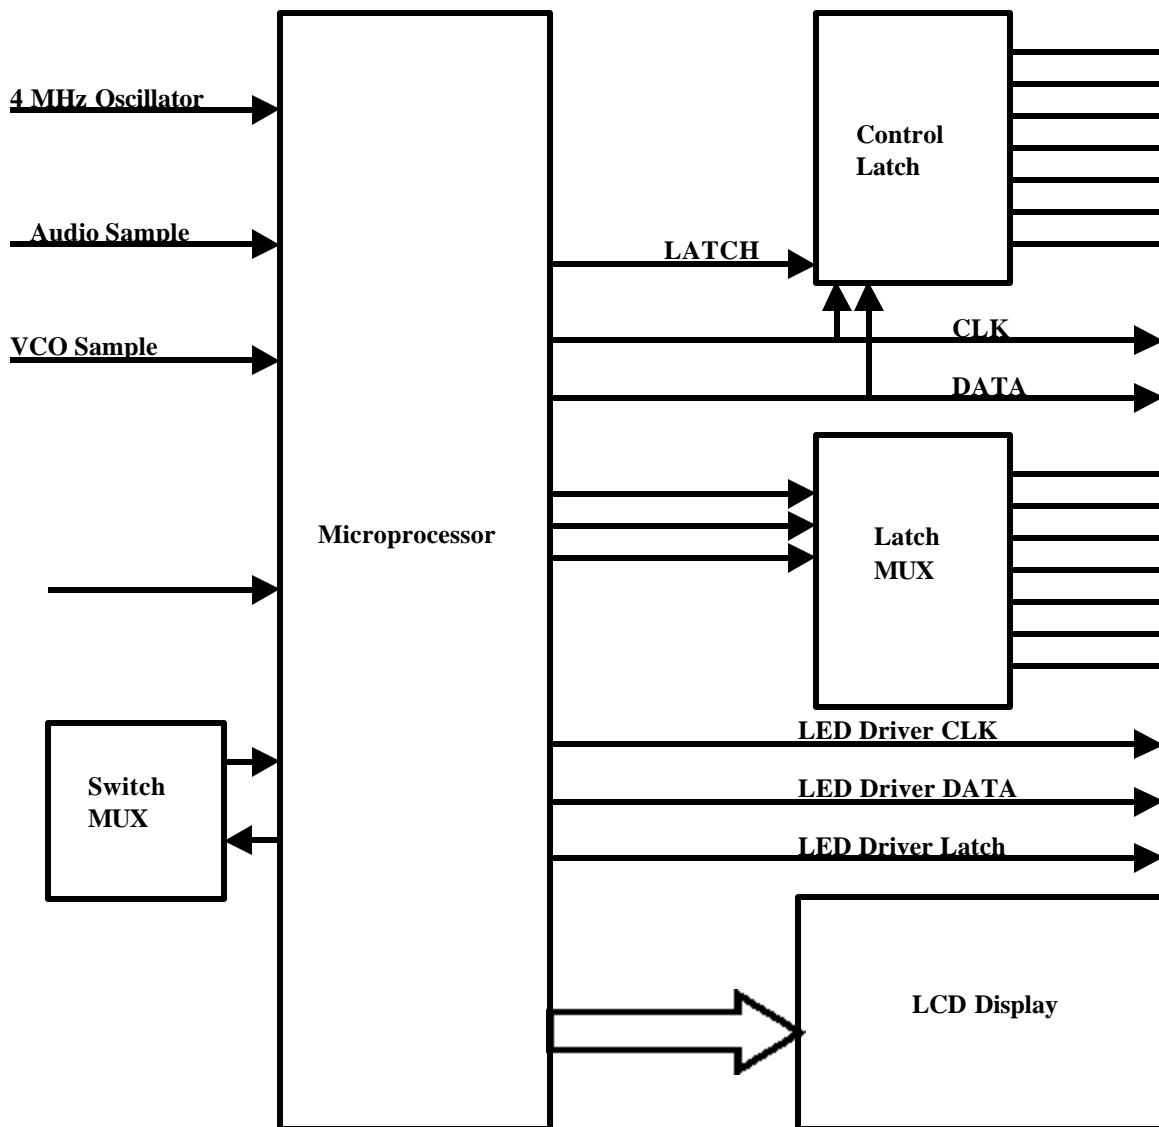 4 MHz Oscillator
Audio Sample
VCO Sample
Microprocessor
Switch
MUX
Control
Latch
LATCH
CLK
DATA
Latch
MUX
LED Driver CLK
LED Driver DATA
LED Driver Latch
LCD Display